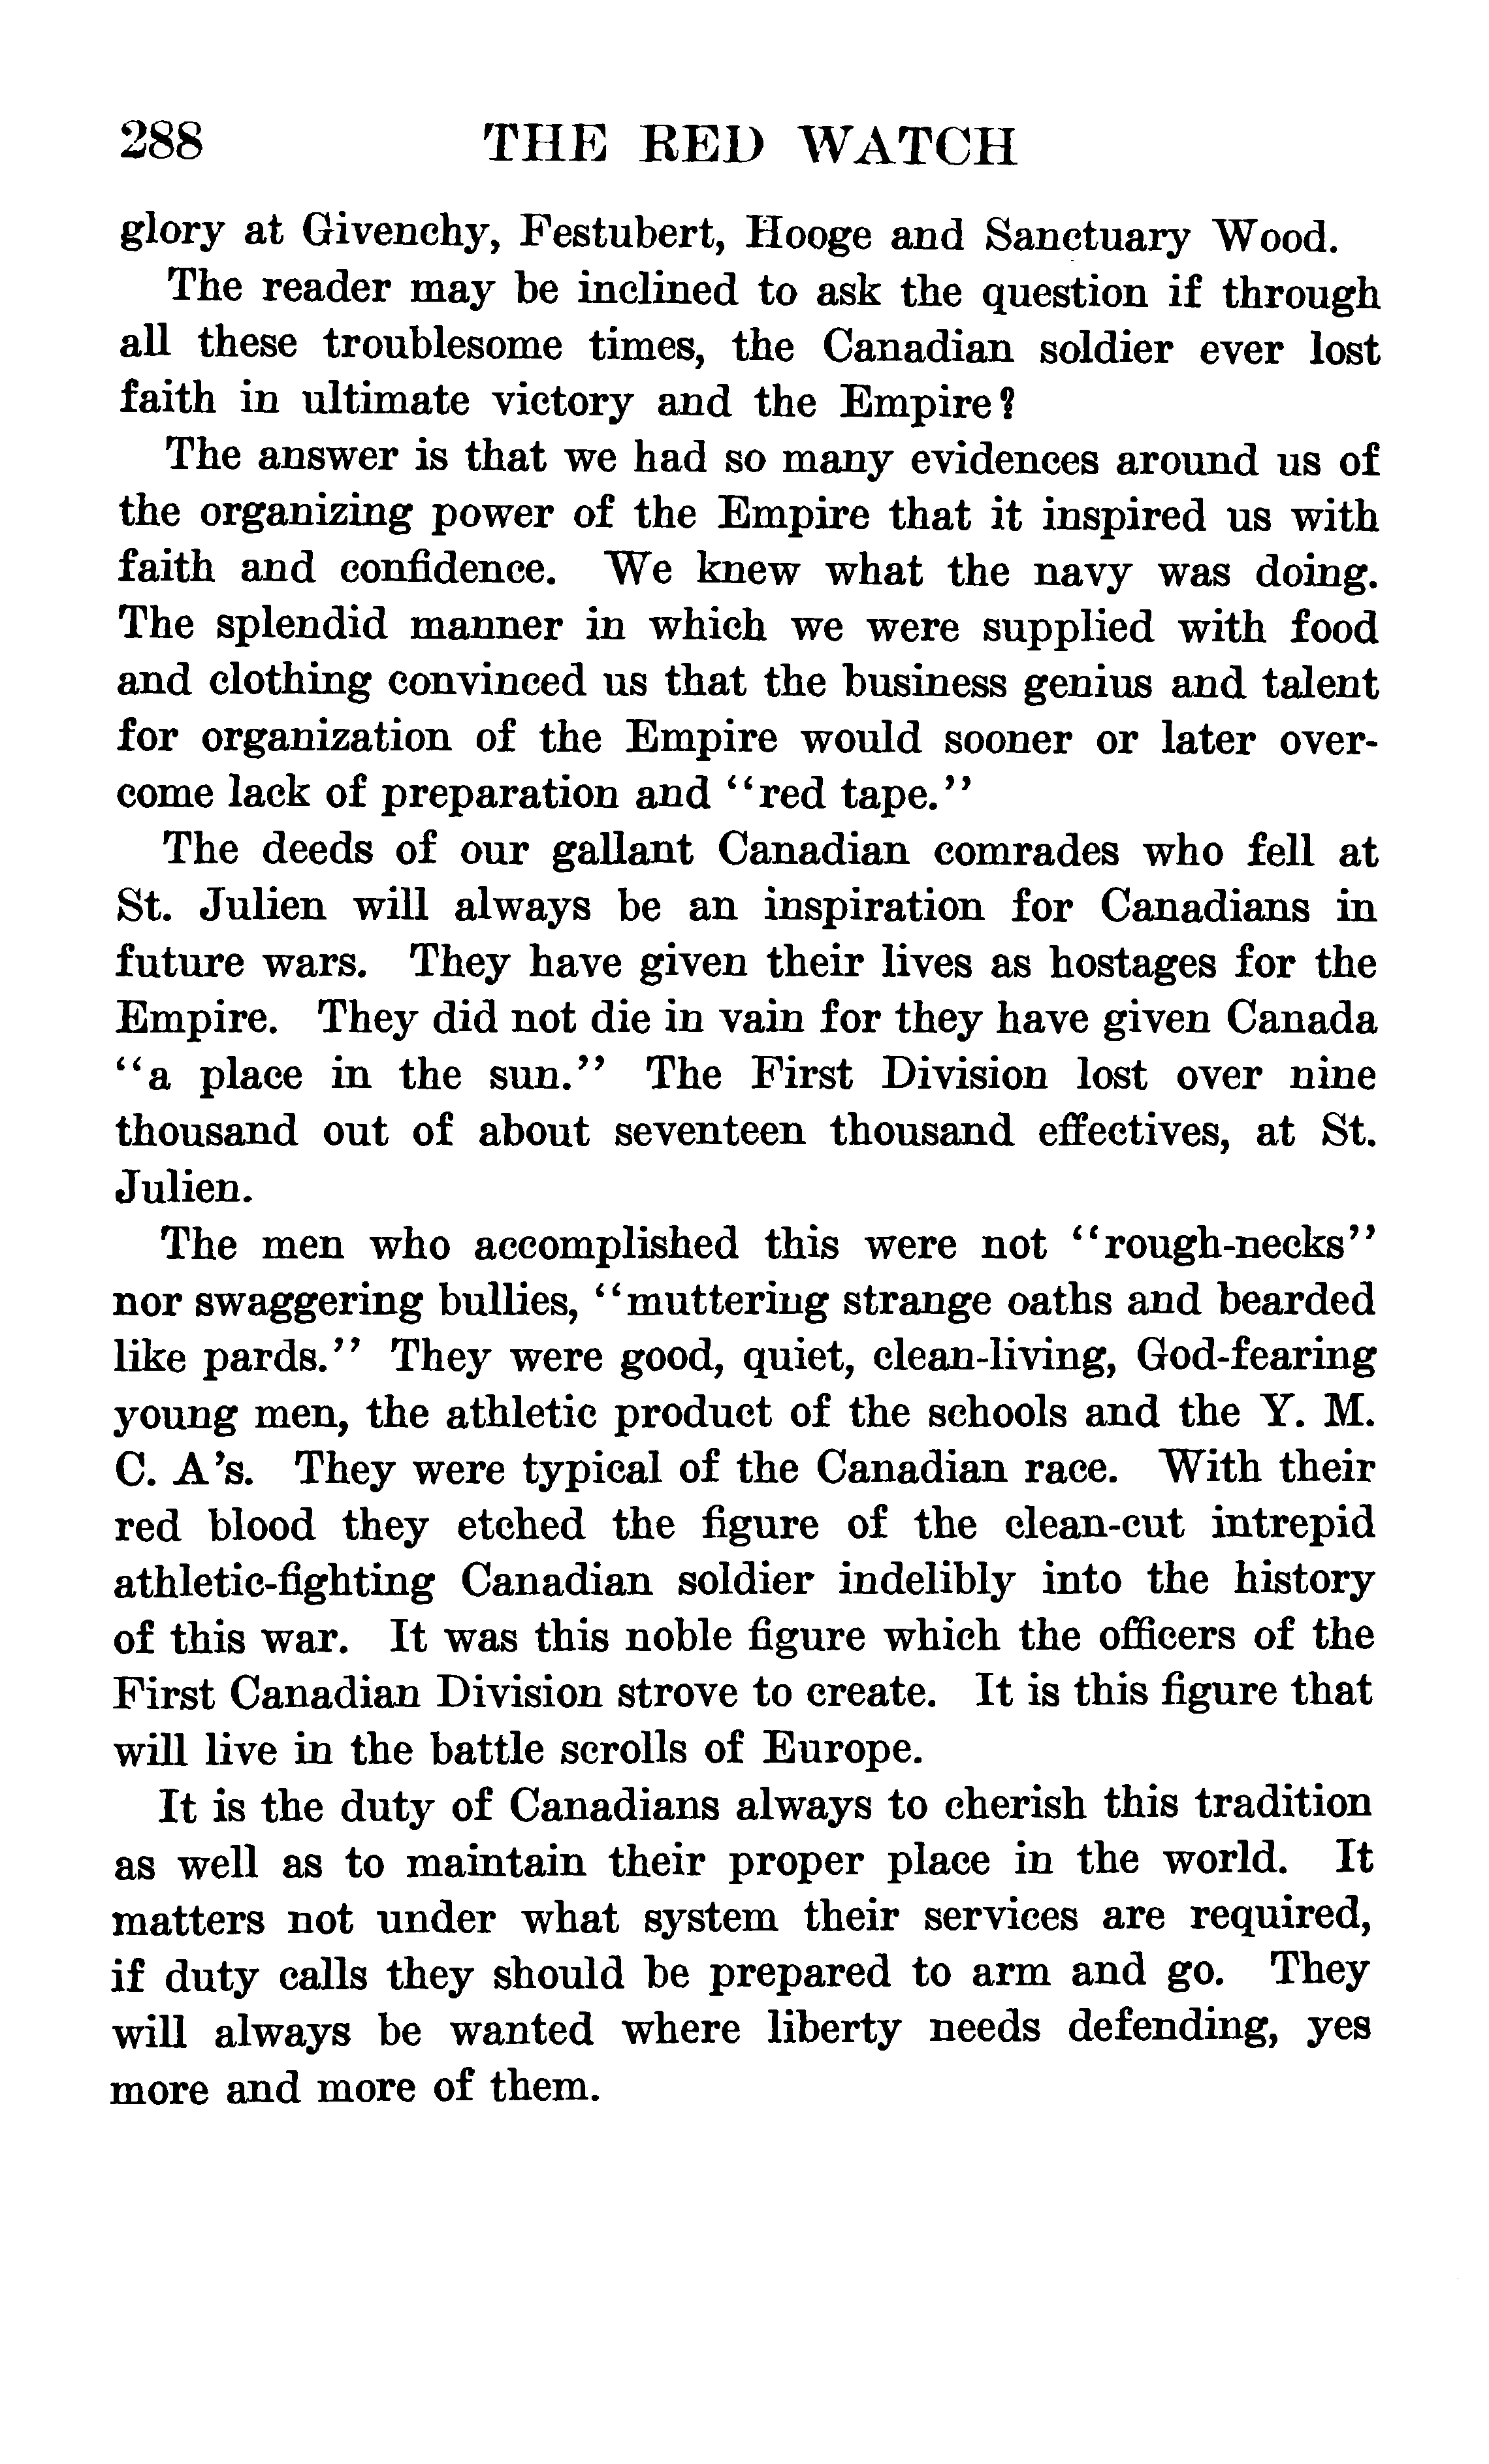 288 THE RED WATCH
glory at Givenchy, Festubert, Hooge and Sanctuary Wood.
The reader may be inclined to ask the question if through
all these troublesome times, the Canadian soldier ever lost
faith in ultimate victory and the Empire?
The answer is that we had so many evidences around us of
the organizing power of the Empire that it inspired us with
faith and confidence. We knew what the navy was doing.
The splendid manner in which we were supplied with food
and clothing convinced us that the business genius and talent
for organization of the Empire would sooner or later over-
come lack of preparation and "red tape."
The deeds of our gallant Canadian comrades who fell at
St. Julien will always be an inspiration for Canadians in
future wars. They have given their lives as hostages for the
Empire. They did not die in vain for they have given Canada
"a place in the sun." The First Division lost over nine
thousand out of about seventeen thousand effectives, at St.
Julien.
The men who accomplished this were not "rough-necks"
nor swaggering bullies, "muttering strange oaths and bearded
like pards." They were good, quiet, clean-living, God-fearing
young men, the athletic product of the schools and the Y. M.
C. A's. They were typical of the Canadian race. With their
red blood they etched the figure of the clean-cut intrepid
athletic-fighting Canadian soldier indelibly into the history
of this war. It was this noble figure which the officers of the
First Canadian Division strove to create. It is this figure that
will live in the battle scrolls of Europe.
It is the duty of Canadians always to cherish this tradition
as well as to maintain their proper place in the world. It
matters not under what system their services are required,
if duty calls they should be prepared to arm and go. They
will always be wanted where liberty needs defending, yes
more and more of them.